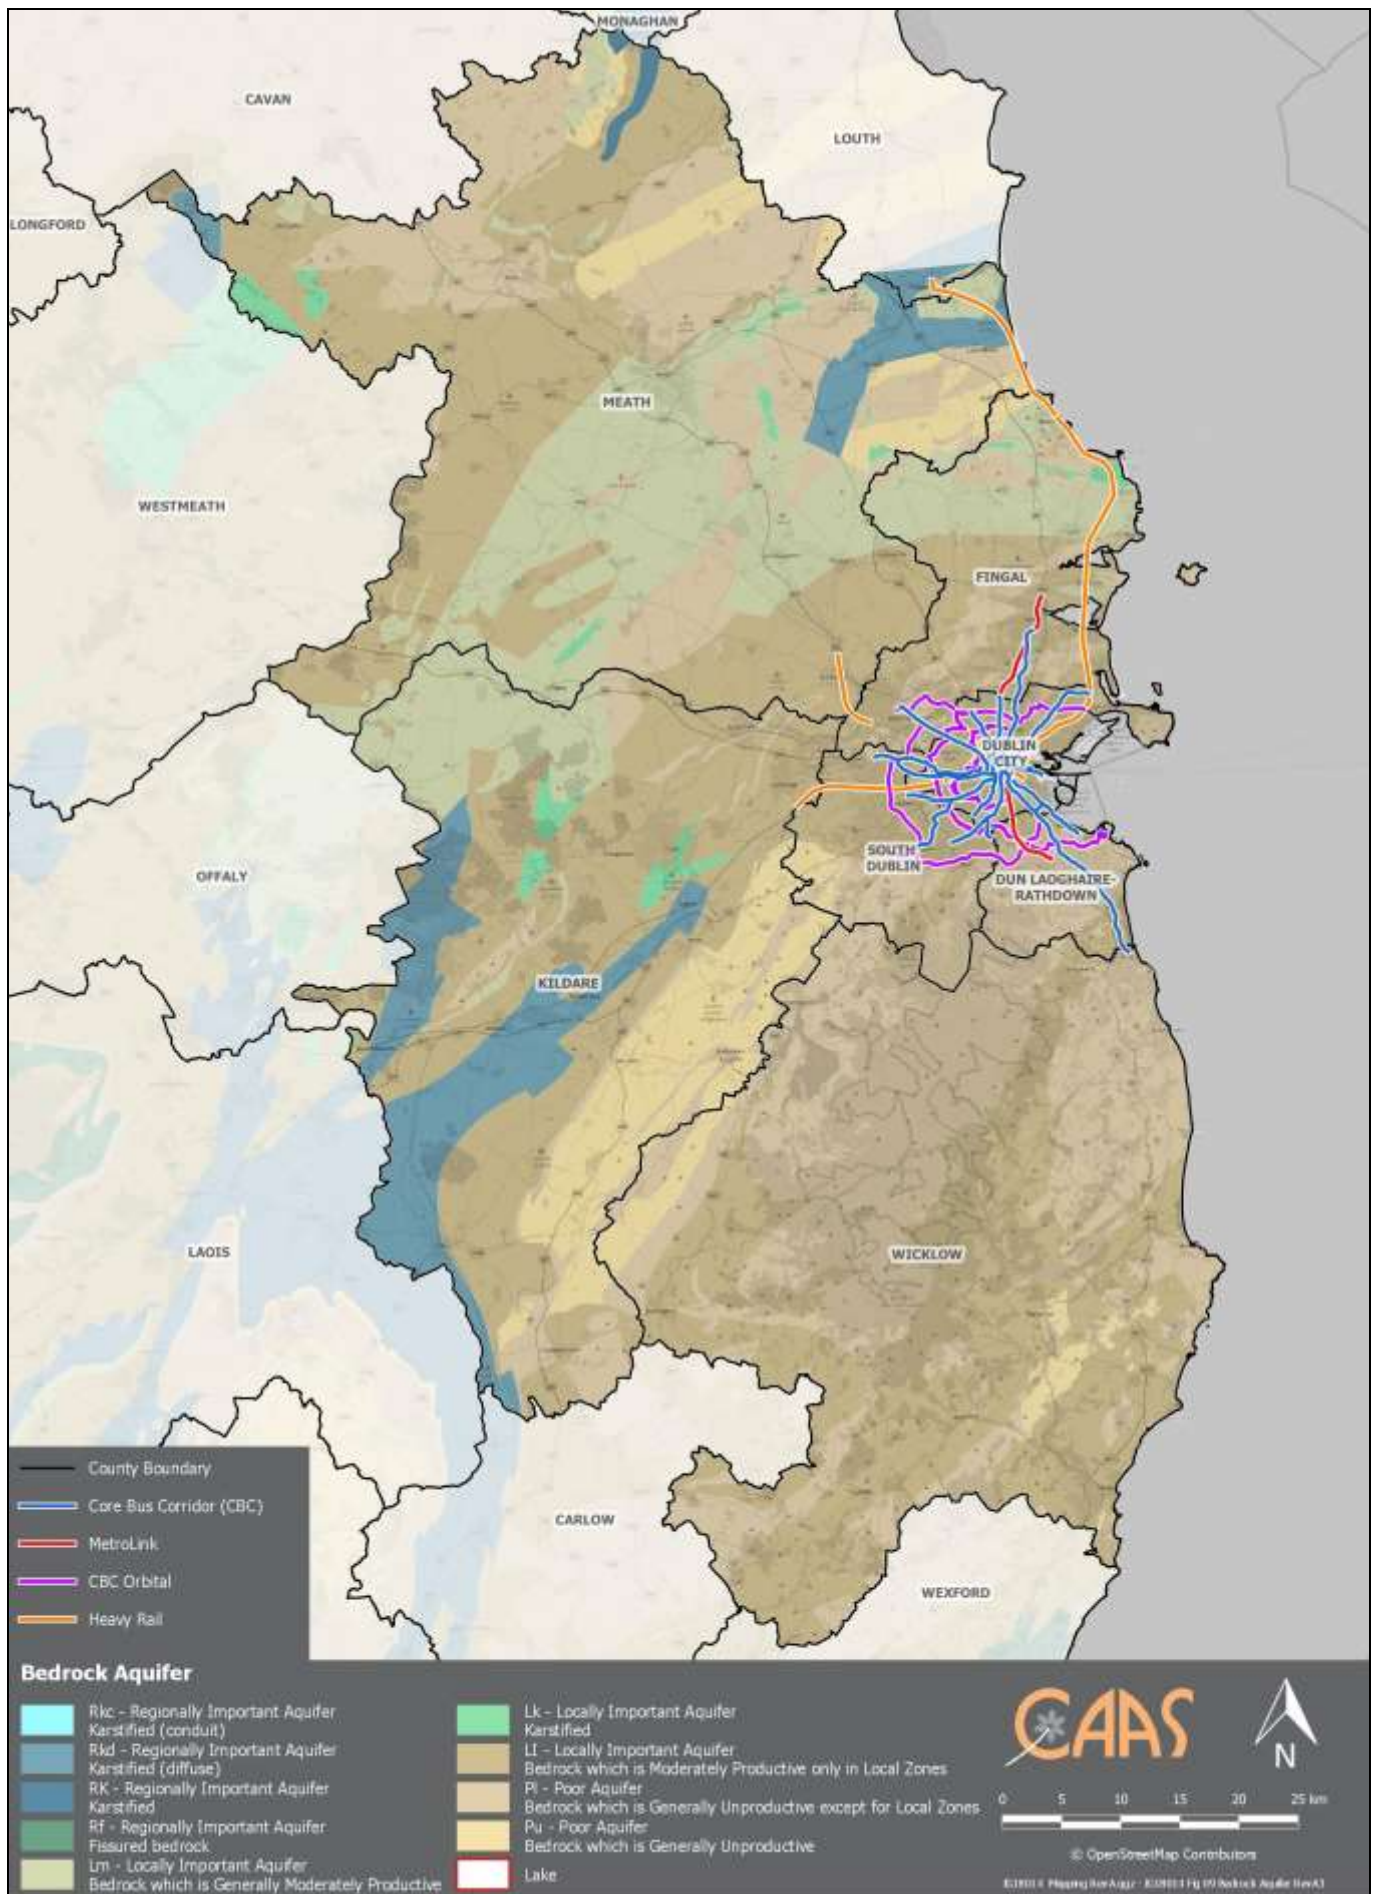 MONAGHAN
CAVAN
LOUTH
LONGFORD
MEATH
WESTMEATH
FINGAL
DUBLIN
CITY
SOUTH
DUBLIN
OFFALY
DUN LAOGHAIRE-
RATHDOWN
KILDARE
LAOIS
WICKLOW
CARLOW
WEXFORD
County Boundary
Core Bus Corridor (CBC)
MetroLink
CBC Orbital
Heavy Rail
Bedrock Aquifer
Rkc - Regionally Important Aquifer
Karstified (conduit)
Rkd - Regionally Important Aquifer
Karstified (diffuse)
RK - Regionally Important Aquifer
Karstified
Rf - Regionally Important Aquifer
Fissured bedrock
Lm - Locally Important Aquifer
Bedrock which is Generally Moderately Productive
Lk - Locally Important Aquifer
Karstified
LI - Locally Important Aquifer
Bedrock which is Moderately Productive only in Local Zones
Pl - Poor Aquifer
Bedrock which is Generally Unproductive except for Local Zones
Pu - Poor Aquifer
Bedrock which is Generally Unproductive
Lake
CAAS
N
0 5 10 15 20 25 km
© OpenStreetMap Contributors